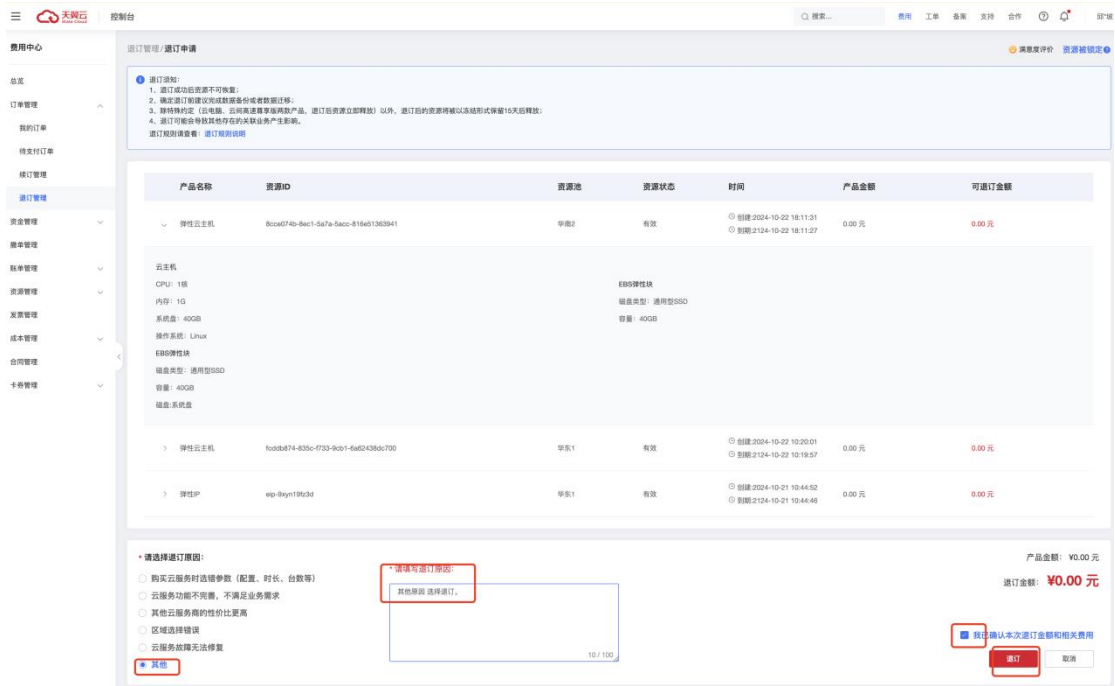 天翼云
控制台
搜索...
费用 工单 备案 支持 合作
费用中心
退订管理/退订申请
满意度评价 资源被锁定
总览
订单管理
我的订单
待支付订单
续订管理
退订管理
资金管理
撤单管理
账单管理
资源管理
发票管理
成本管理
合同管理
卡券管理
退订须知：
1、退订成功后资源不可恢复；
2、确定退订前建议完成数据备份或者数据迁移；
3、除特殊约定（云电脑、云间高速尊享版两款产品，退订后资源立即释放）以外，退订后的资源将被以冻结形式保留15天后释放；
4、退订可能会导致其他存在的关联业务产生影响。
退订规则请查看：退订规则说明
产品名称 资源ID 资源池 资源状态 时间 产品金额 可退订金额
弹性云主机 8cce074b-8ec1-5a7a-5acc-816e51363941 华南2 有效 创建:2024-10-22 18:11:31 0.00 元 0.00 元
到期:2124-10-22 18:11:27
云主机
CPU：1核
内存：1G
系统盘：40GB
操作系统：Linux
EBS弹性块
磁盘类型：通用型SSD
容量：40GB
磁盘:系统盘
EBS弹性块
磁盘类型：通用型SSD
容量：40GB
弹性云主机 fcddb874-835c-f733-9cb1-6a62438dc700 华东1 有效 创建:2024-10-22 10:20:01 0.00 元 0.00 元
到期:2124-10-22 10:19:57
弹性IP eip-9xyn19fz3d 华东1 有效 创建:2024-10-21 10:44:52 0.00 元 0.00 元
到期:2124-10-21 10:44:46
* 请选择退订原因：
购买云服务时选错参数（配置、时长、台数等）
云服务功能不完善，不满足业务需求
其他云服务商的性价比更高
区域选择错误
云服务故障无法修复
其他
* 请填写退订原因：
其他原因 选择退订。
10 / 100
产品金额： ¥0.00 元
退订金额： ¥0.00 元
我已确认本次退订金额和相关费用
退订 取消